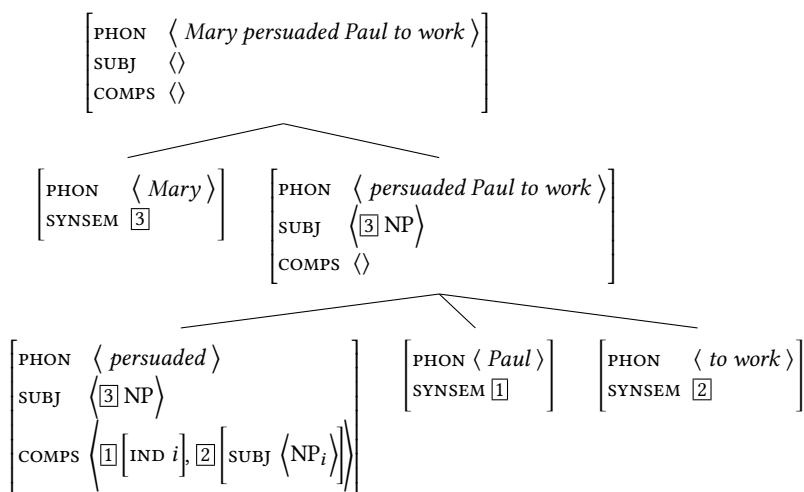 PHON ⟨ Mary persuaded Paul to work ⟩
SUBJ ⟨⟩
COMPS ⟨⟩
PHON ⟨ Mary ⟩
SYNSEM 3
PHON ⟨ persuaded Paul to work ⟩
SUBJ ⟨ 3 NP ⟩
COMPS ⟨⟩
PHON ⟨ persuaded ⟩
SUBJ ⟨ 3 NP ⟩
COMPS ⟨ 1 [IND i], 2 [SUBJ ⟨NPᵢ⟩] ⟩
PHON ⟨ Paul ⟩
SYNSEM 1
PHON ⟨ to work ⟩
SYNSEM 2